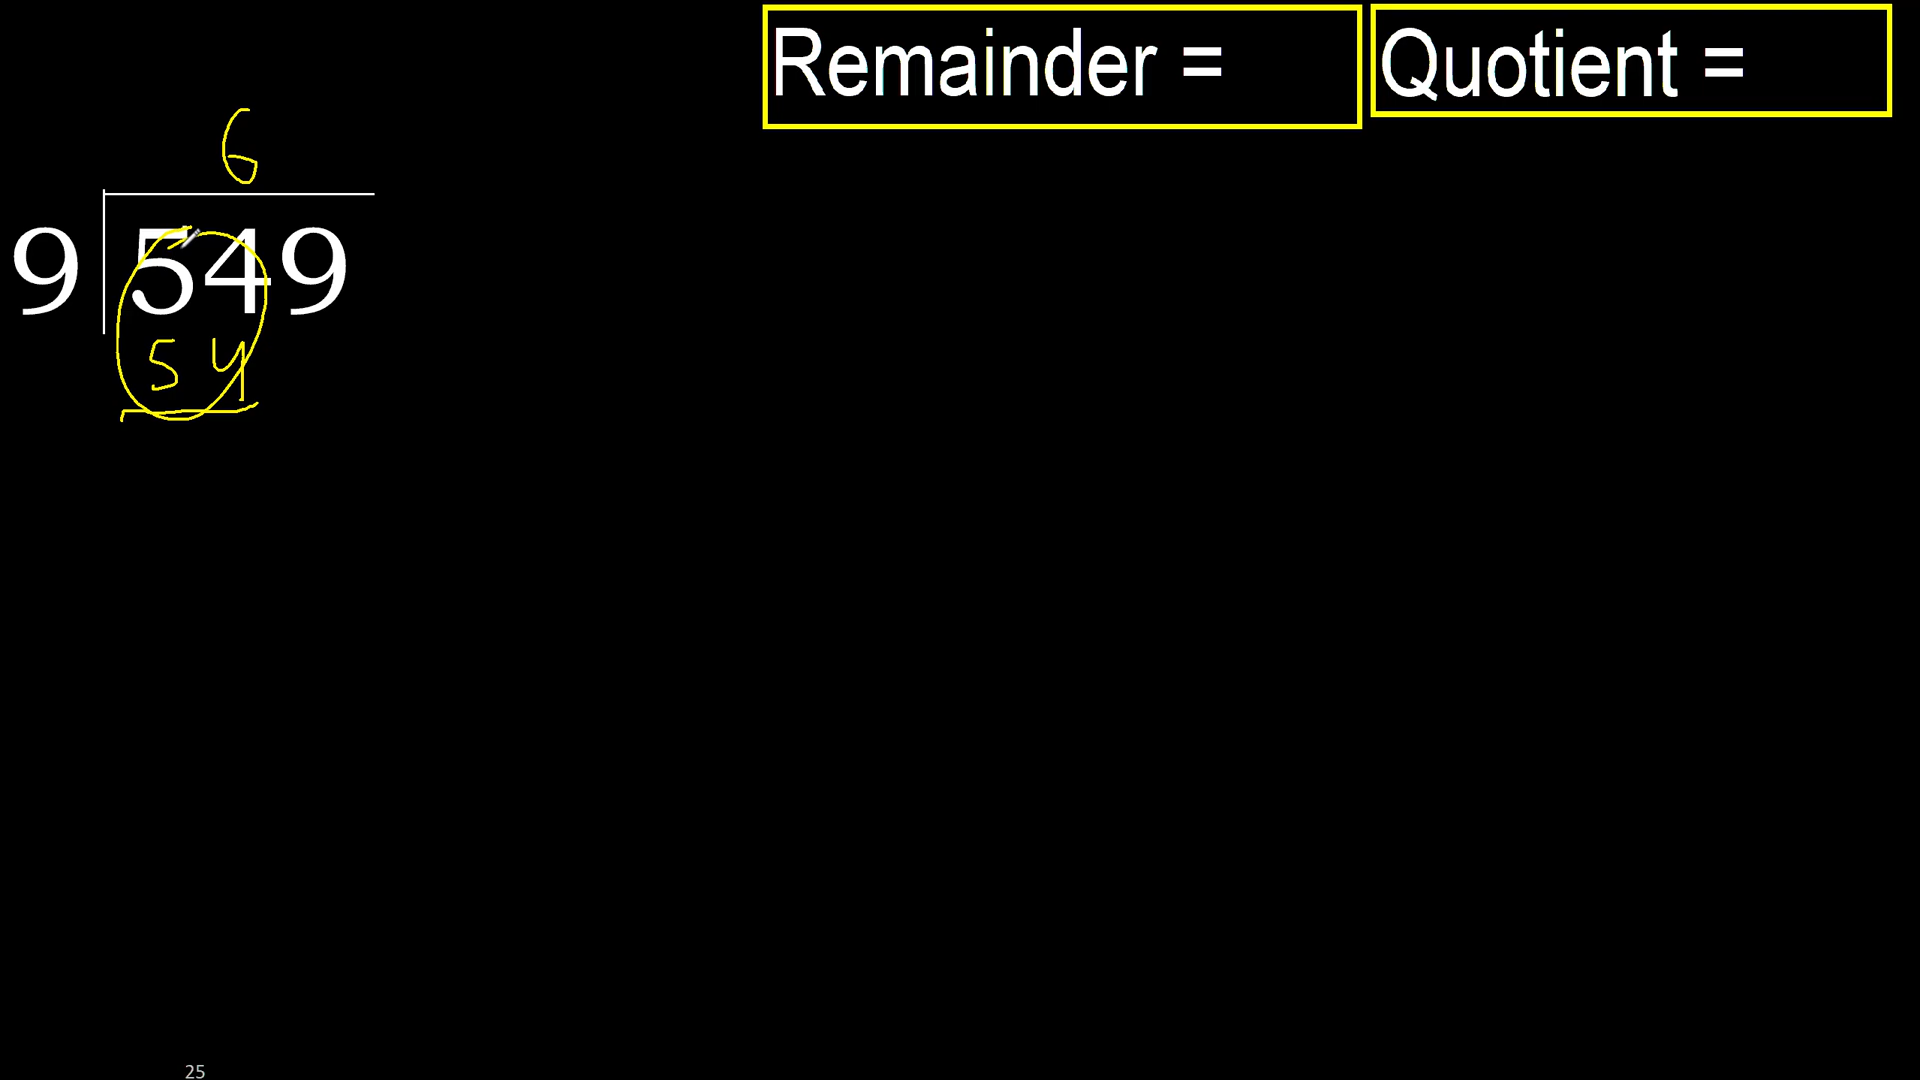 Remainder =
Quotient =
6
9 549
54
25